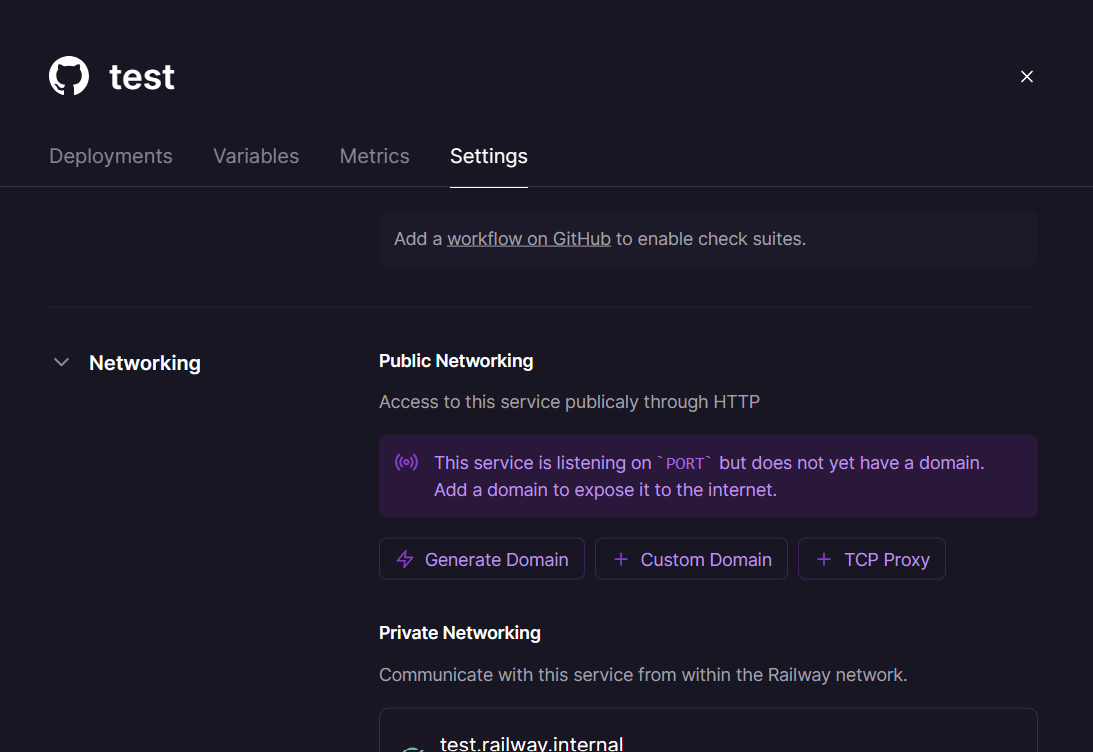 test
Deployments Variables Metrics Settings
Add a workflow on GitHub to enable check suites.
Networking
Public Networking
Access to this service publicaly through HTTP
This service is listening on `PORT` but does not yet have a domain.
Add a domain to expose it to the internet.
Generate Domain + Custom Domain + TCP Proxy
Private Networking
Communicate with this service from within the Railway network.
test.railway.internal